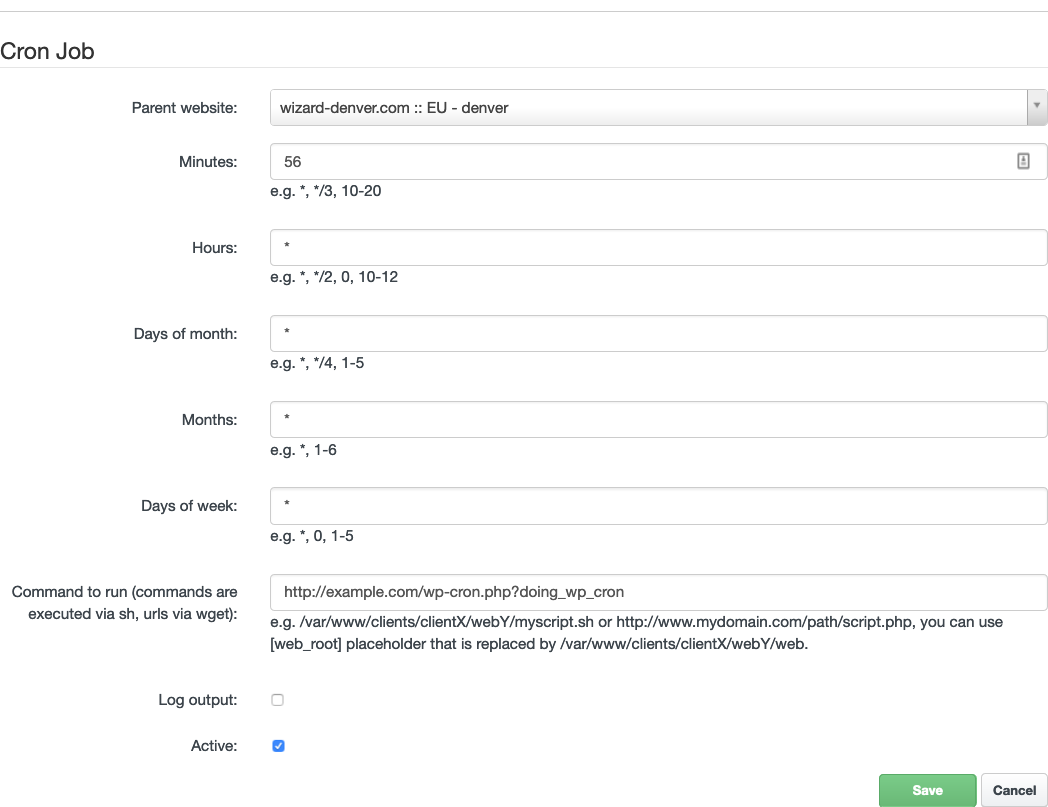 Cron Job
Parent website: wizard-denver.com :: EU - denver
Minutes: 56
e.g. *, */3, 10-20
Hours: *
e.g. *, */2, 0, 10-12
Days of month: *
e.g. *, */4, 1-5
Months: *
e.g. *, 1-6
Days of week: *
e.g. *, 0, 1-5
Command to run (commands are
executed via sh, urls via wget):
http://example.com/wp-cron.php?doing_wp_cron
e.g. /var/www/clients/clientX/webY/myscript.sh or http://www.mydomain.com/path/script.php, you can use
[web_root] placeholder that is replaced by /var/www/clients/clientX/webY/web.
Log output:
Active:
Save Cancel